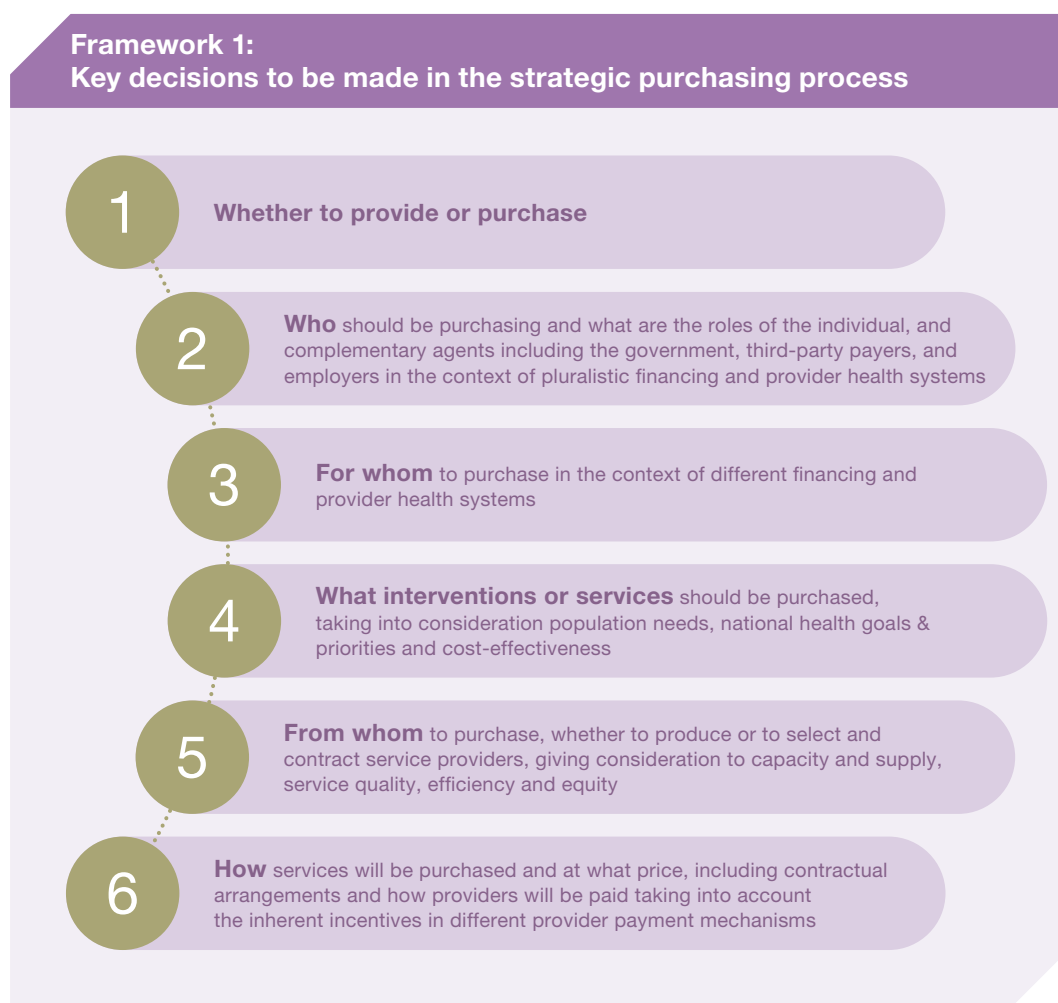 Framework 1:
Key decisions to be made in the strategic purchasing process
1
Whether to provide or purchase
2
Who should be purchasing and what are the roles of the individual, and
complementary agents including the government, third-party payers, and
employers in the context of pluralistic financing and provider health systems
3
For whom to purchase in the context of different financing and
provider health systems
4
What interventions or services should be purchased,
taking into consideration population needs, national health goals &
priorities and cost-effectiveness
5
From whom to purchase, whether to produce or to select and
contract service providers, giving consideration to capacity and supply,
service quality, efficiency and equity
6
How services will be purchased and at what price, including contractual
arrangements and how providers will be paid taking into account
the inherent incentives in different provider payment mechanisms